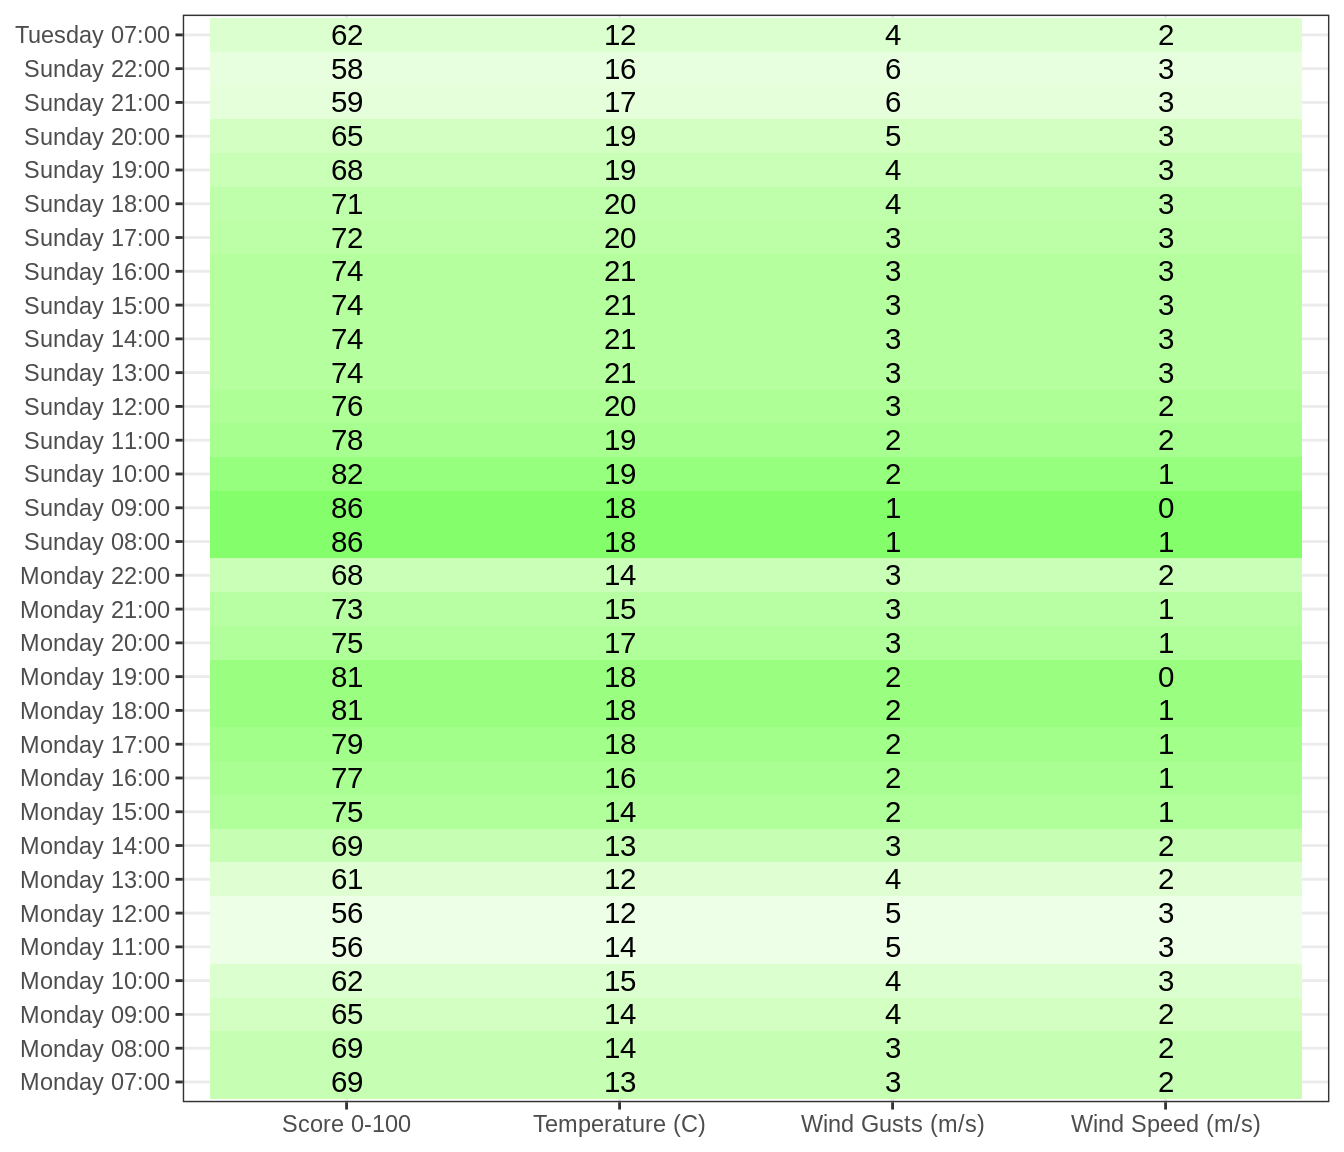 Tuesday 07:00 62 12 4 2
Sunday 22:00 58 16 6 3
Sunday 21:00 59 17 6 3
Sunday 20:00 65 19 5 3
Sunday 19:00 68 19 4 3
Sunday 18:00 71 20 4 3
Sunday 17:00 72 20 3 3
Sunday 16:00 74 21 3 3
Sunday 15:00 74 21 3 3
Sunday 14:00 74 21 3 3
Sunday 13:00 74 21 3 3
Sunday 12:00 76 20 3 2
Sunday 11:00 78 19 2 2
Sunday 10:00 82 19 2 1
Sunday 09:00 86 18 1 0
Sunday 08:00 86 18 1 1
Monday 22:00 68 14 3 2
Monday 21:00 73 15 3 1
Monday 20:00 75 17 3 1
Monday 19:00 81 18 2 0
Monday 18:00 81 18 2 1
Monday 17:00 79 18 2 1
Monday 16:00 77 16 2 1
Monday 15:00 75 14 2 1
Monday 14:00 69 13 3 2
Monday 13:00 61 12 4 2
Monday 12:00 56 12 5 3
Monday 11:00 56 14 5 3
Monday 10:00 62 15 4 3
Monday 09:00 65 14 4 2
Monday 08:00 69 14 3 2
Monday 07:00 69 13 3 2
Score 0-100 Temperature (C) Wind Gusts (m/s) Wind Speed (m/s)